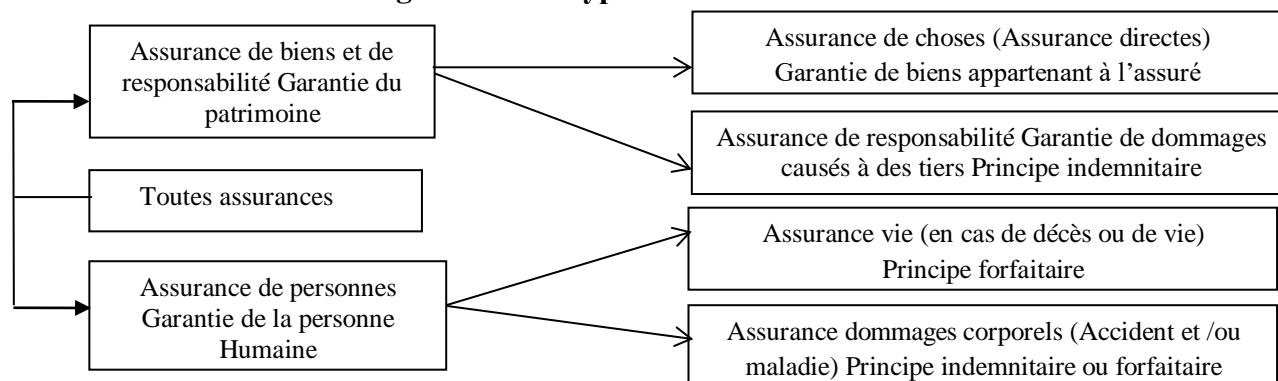 Assurance de biens et de
responsabilité Garantie du
patrimoine
Assurance de choses (Assurance directes)
Garantie de biens appartenant à l'assuré
Assurance de responsabilité Garantie de dommages
causés à des tiers Principe indemnitaire
Toutes assurances
Assurance de personnes
Garantie de la personne
Humaine
Assurance vie (en cas de décès ou de vie)
Principe forfaitaire
Assurance dommages corporels (Accident et /ou
maladie) Principe indemnitaire ou forfaitaire